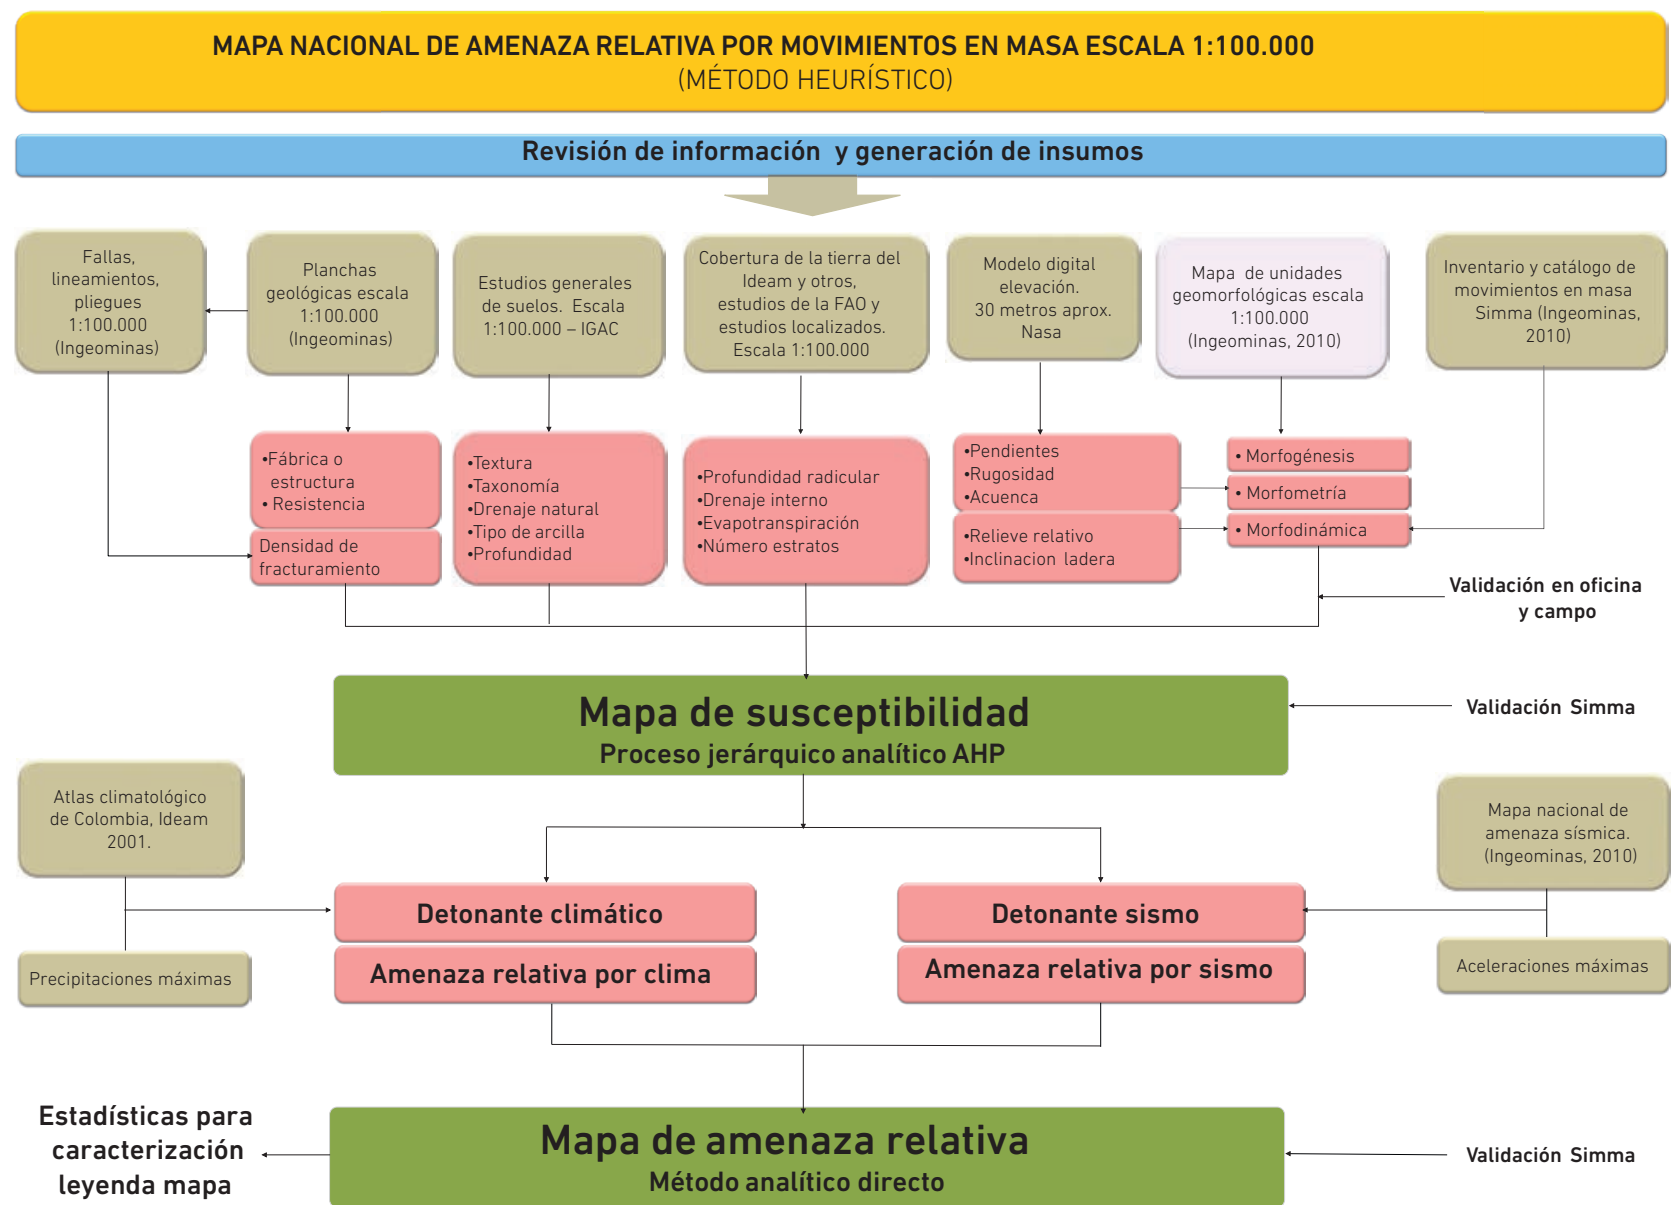 MAPA NACIONAL DE AMENAZA RELATIVA POR MOVIMIENTOS EN MASA ESCALA 1:100.000
(MÉTODO HEURÍSTICO)
Revisión de información y generación de insumos
Fallas,
lineamientos,
pliegues
1:100.000
(Ingeominas)
Planchas
geológicas escala
1:100.000
(Ingeominas)
Estudios generales
de suelos. Escala
1:100.000 – IGAC
Cobertura de la tierra del
Ideam y otros,
estudios de la FAO y
estudios localizados.
Escala 1:100.000
Modelo digital
elevación.
30 metros aprox.
Nasa
Mapa de unidades
geomorfológicas escala
1:100.000
(Ingeominas, 2010)
Inventario y catálogo de
movimientos en masa
Simma (Ingeominas,
2010)
•Fábrica o
estructura
• Resistencia
Densidad de
fracturamiento
•Textura
•Taxonomía
•Drenaje natural
•Tipo de arcilla
•Profundidad
•Profundidad radicular
•Drenaje interno
•Evapotranspiración
•Número estratos
•Pendientes
•Rugosidad
•Acuenca
•Relieve relativo
•Inclinacion ladera
• Morfogénesis
• Morfometría
• Morfodinámica
Validación en oficina
y campo
Mapa de susceptibilidad
Proceso jerárquico analítico AHP
Validación Simma
Atlas climatológico
de Colombia, Ideam
2001.
Mapa nacional de
amenaza sísmica.
(Ingeominas, 2010)
Detonante climático
Detonante sismo
Precipitaciones máximas
Amenaza relativa por clima
Amenaza relativa por sismo
Aceleraciones máximas
Estadísticas para
caracterización
leyenda mapa
Mapa de amenaza relativa
Método analítico directo
Validación Simma